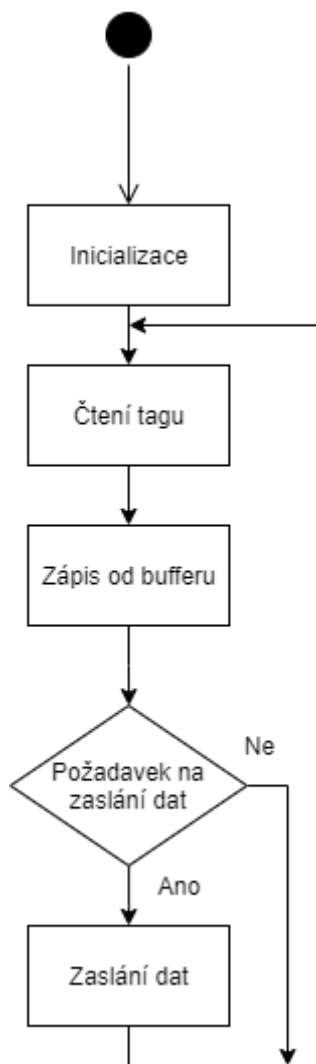 Inicializace
Čtení tagu
Zápis od bufferu
Požadavek na
zaslání dat
Ne
Ano
Zaslání dat